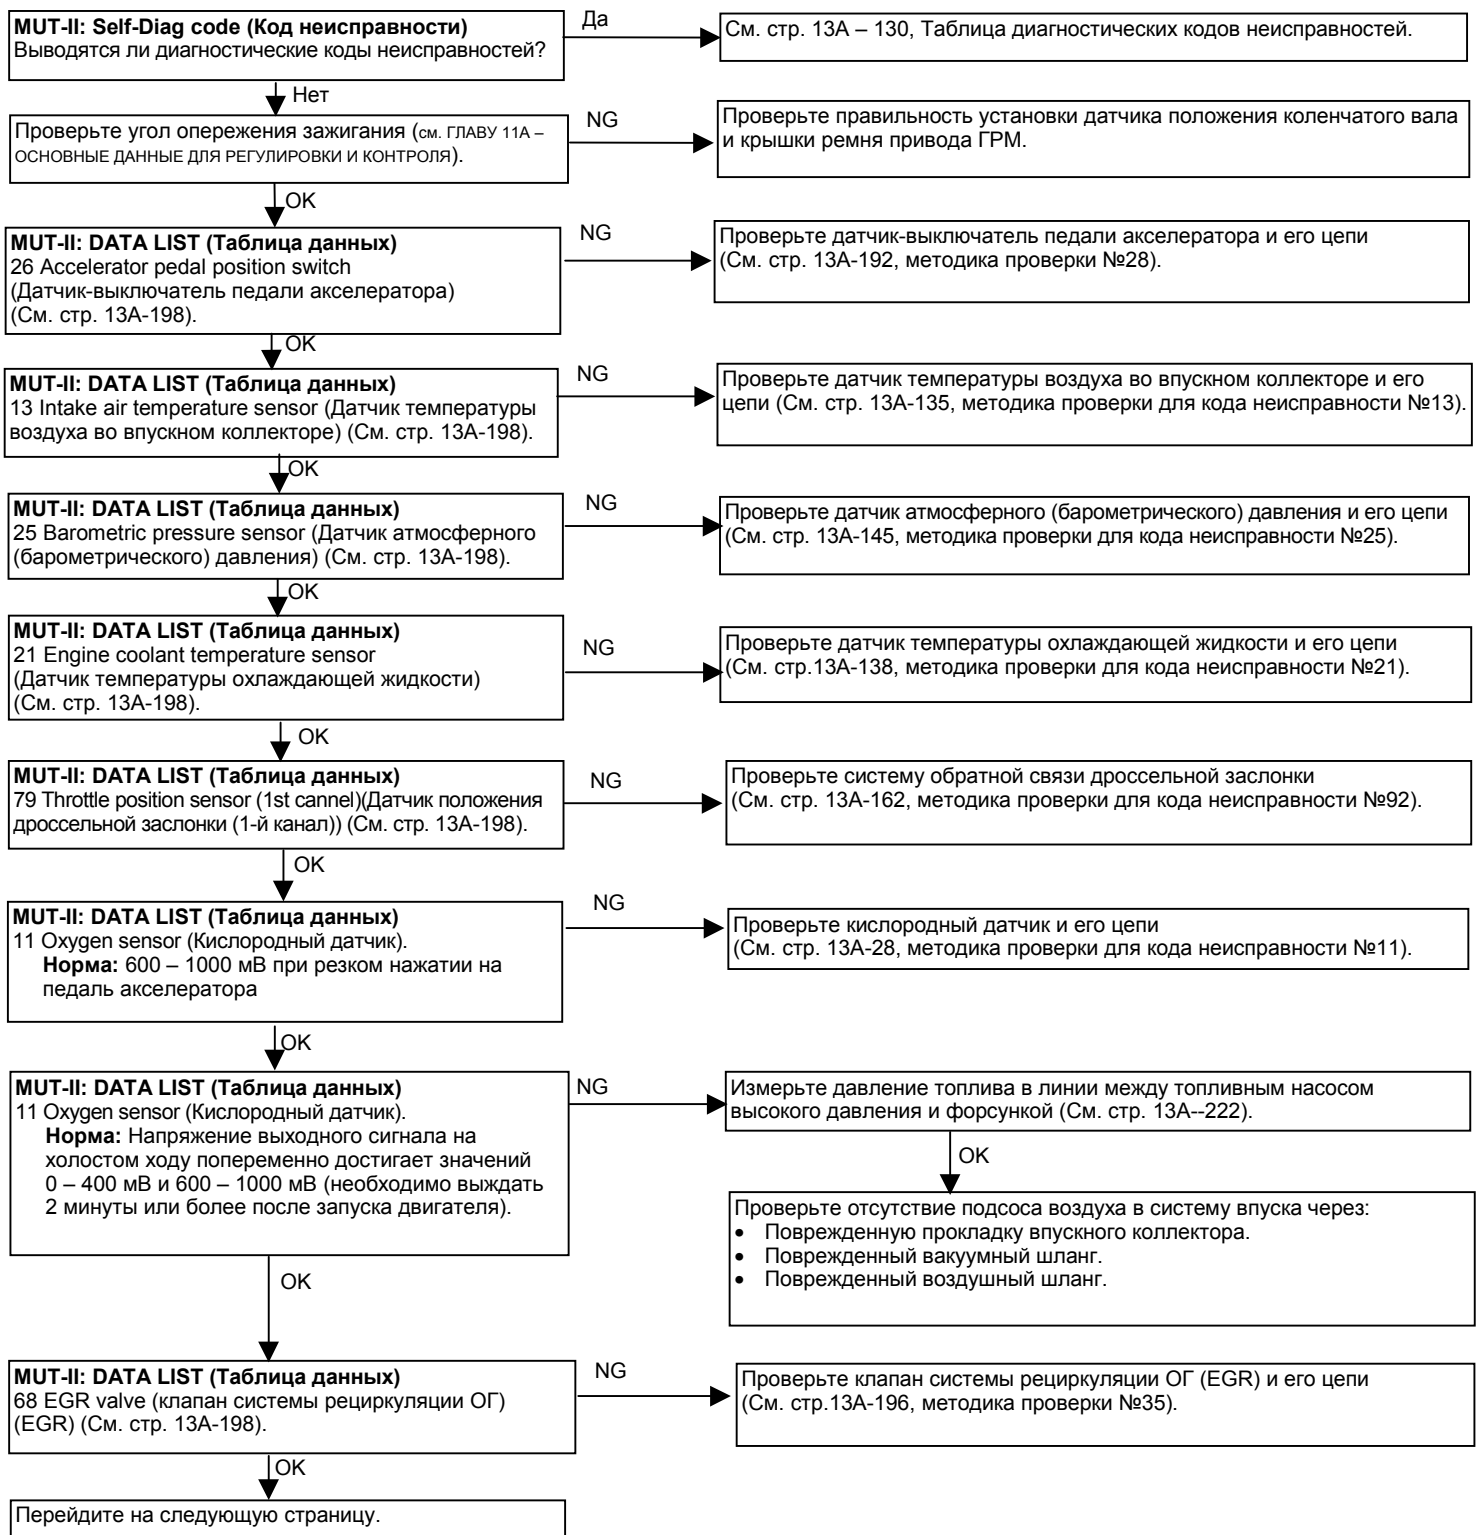 MUT-II: Self-Diag code (Код неисправности)
Выводятся ли диагностические коды неисправностей?
Да
См. стр. 13А – 130, Таблица диагностических кодов неисправностей.
Нет
Проверьте угол опережения зажигания (см. ГЛАВУ 11А –
ОСНОВНЫЕ ДАННЫЕ ДЛЯ РЕГУЛИРОВКИ И КОНТРОЛЯ).
NG
Проверьте правильность установки датчика положения коленчатого вала
и крышки ремня привода ГРМ.
OK
MUT-II: DATA LIST (Таблица данных)
26 Accelerator pedal position switch
(Датчик-выключатель педали акселератора)
(См. стр. 13А-198).
NG
Проверьте датчик-выключатель педали акселератора и его цепи
(См. стр. 13А-192, методика проверки №28).
OK
MUT-II: DATA LIST (Таблица данных)
13 Intake air temperature sensor (Датчик температуры
воздуха во впускном коллекторе) (См. стр. 13А-198).
NG
Проверьте датчик температуры воздуха во впускном коллекторе и его
цепи (См. стр. 13А-135, методика проверки для кода неисправности №13).
OK
MUT-II: DATA LIST (Таблица данных)
25 Barometric pressure sensor (Датчик атмосферного
(барометрического) давления) (См. стр. 13А-198).
NG
Проверьте датчик атмосферного (барометрического) давления и его цепи
(См. стр. 13А-145, методика проверки для кода неисправности №25).
OK
MUT-II: DATA LIST (Таблица данных)
21 Engine coolant temperature sensor
(Датчик температуры охлаждающей жидкости)
(См. стр. 13А-198).
NG
Проверьте датчик температуры охлаждающей жидкости и его цепи
(См. стр.13А-138, методика проверки для кода неисправности №21).
OK
MUT-II: DATA LIST (Таблица данных)
79 Throttle position sensor (1st cannel)(Датчик положения
дроссельной заслонки (1-й канал)) (См. стр. 13А-198).
NG
Проверьте систему обратной связи дроссельной заслонки
(См. стр. 13А-162, методика проверки для кода неисправности №92).
OK
MUT-II: DATA LIST (Таблица данных)
11 Oxygen sensor (Кислородный датчик).
Норма: 600 – 1000 мВ при резком нажатии на
педаль акселератора
NG
Проверьте кислородный датчик и его цепи
(См. стр. 13А-28, методика проверки для кода неисправности №11).
OK
MUT-II: DATA LIST (Таблица данных)
11 Oxygen sensor (Кислородный датчик).
Норма: Напряжение выходного сигнала на
холостом ходу попеременно достигает значений
0 – 400 мВ и 600 – 1000 мВ (необходимо выждать
2 минуты или более после запуска двигателя).
NG
Измерьте давление топлива в линии между топливным насосом
высокого давления и форсункой (См. стр. 13А--222).
OK
Проверьте отсутствие подсоса воздуха в систему впуска через:
• Поврежденную прокладку впускного коллектора.
• Поврежденный вакуумный шланг.
• Поврежденный воздушный шланг.
OK
MUT-II: DATA LIST (Таблица данных)
68 EGR valve (клапан системы рециркуляции ОГ)
(EGR) (См. стр. 13А-198).
NG
Проверьте клапан системы рециркуляции ОГ (EGR) и его цепи
(См. стр.13А-196, методика проверки №35).
OK
Перейдите на следующую страницу.